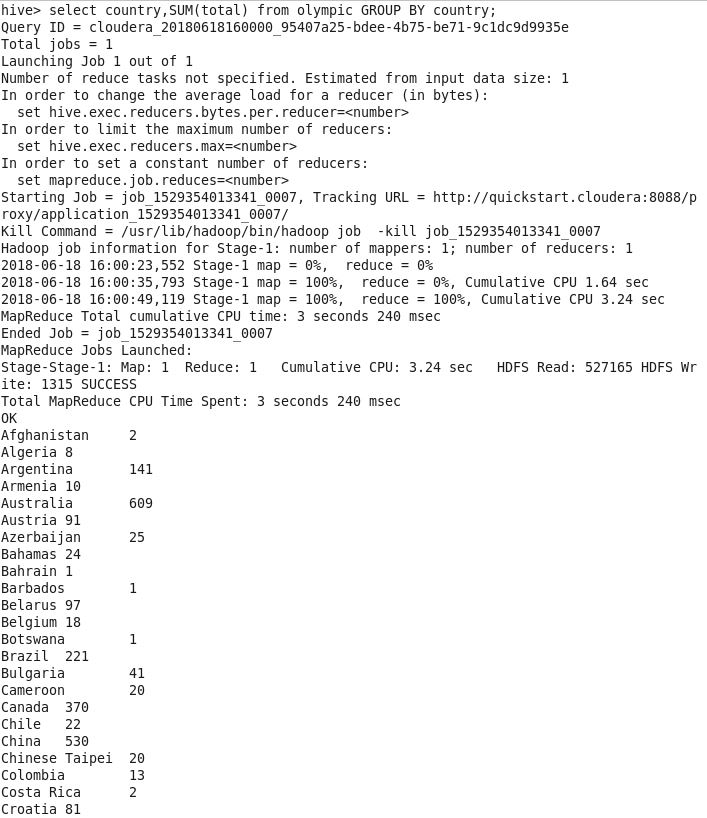 hive> select country,SUM(total) from olympic GROUP BY country;
Query ID = cloudera_20180618160000_95407a25-bdee-4b75-be71-9c1dc9d9935e
Total jobs = 1
Launching Job 1 out of 1
Number of reduce tasks not specified. Estimated from input data size: 1
In order to change the average load for a reducer (in bytes):
  set hive.exec.reducers.bytes.per.reducer=<number>
In order to limit the maximum number of reducers:
  set hive.exec.reducers.max=<number>
In order to set a constant number of reducers:
  set mapreduce.job.reduces=<number>
Starting Job = job_1529354013341_0007, Tracking URL = http://quickstart.cloudera:8088/p
roxy/application_1529354013341_0007/
Kill Command = /usr/lib/hadoop/bin/hadoop job  -kill job_1529354013341_0007
Hadoop job information for Stage-1: number of mappers: 1; number of reducers: 1
2018-06-18 16:00:23,552 Stage-1 map = 0%,  reduce = 0%
2018-06-18 16:00:35,793 Stage-1 map = 100%,  reduce = 0%, Cumulative CPU 1.64 sec
2018-06-18 16:00:49,119 Stage-1 map = 100%,  reduce = 100%, Cumulative CPU 3.24 sec
MapReduce Total cumulative CPU time: 3 seconds 240 msec
Ended Job = job_1529354013341_0007
MapReduce Jobs Launched:
Stage-Stage-1: Map: 1  Reduce: 1   Cumulative CPU: 3.24 sec   HDFS Read: 527165 HDFS Wr
ite: 1315 SUCCESS
Total MapReduce CPU Time Spent: 3 seconds 240 msec
OK
Afghanistan     2
Algeria 8
Argentina       141
Armenia 10
Australia       609
Austria 91
Azerbaijan      25
Bahamas 24
Bahrain 1
Barbados        1
Belarus 97
Belgium 18
Botswana        1
Brazil  221
Bulgaria        41
Cameroon        20
Canada  370
Chile   22
China   530
Chinese Taipei  20
Colombia        13
Costa Rica      2
Croatia 81